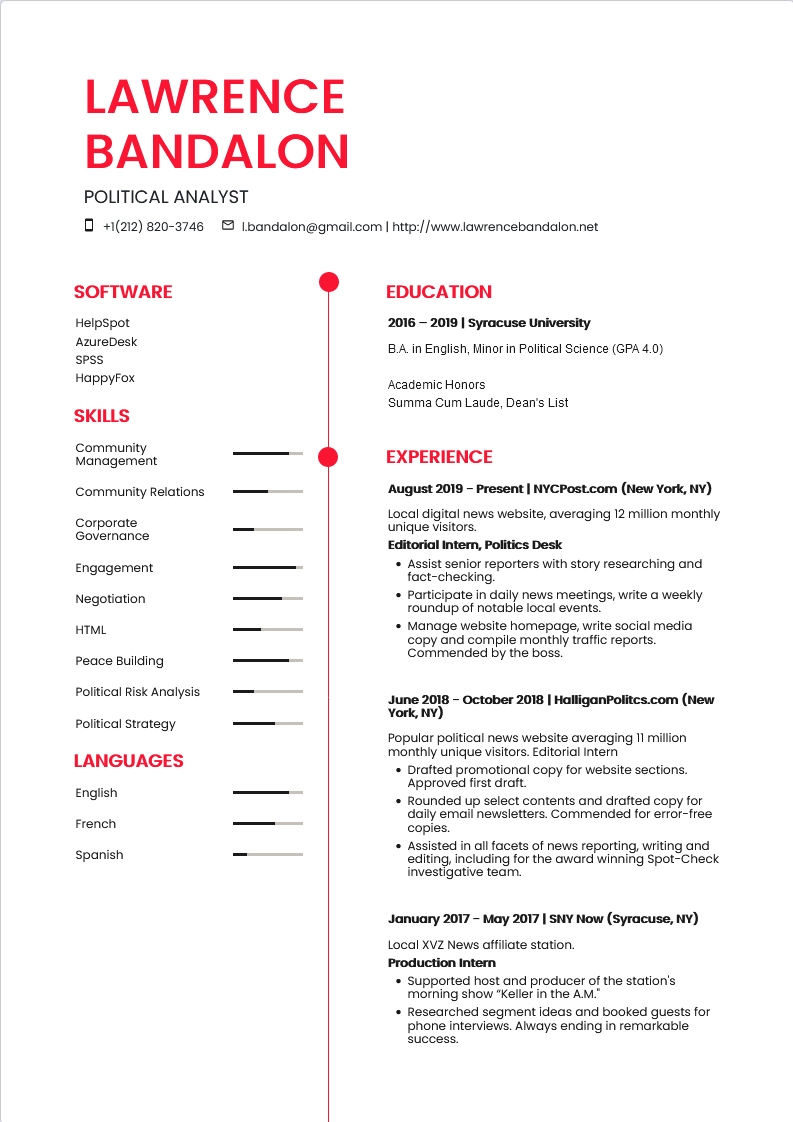 LAWRENCE
BANDALON
POLITICAL ANALYST
+1(212) 820-3746 l.bandalon@gmail.com | http://www.lawrencebandalon.net
SOFTWARE
HelpSpot
AzureDesk
SPSS
HappyFox
SKILLS
Community
Management
Community Relations
Corporate
Governance
Engagement
Negotiation
HTML
Peace Building
Political Risk Analysis
Political Strategy
LANGUAGES
English
French
Spanish
EDUCATION
2016 – 2019 | Syracuse University
B.A. in English, Minor in Political Science (GPA 4.0)
Academic Honors
Summa Cum Laude, Dean's List
EXPERIENCE
August 2019 – Present | NYCPost.com (New York, NY)
Local digital news website, averaging 12 million monthly
unique visitors.
Editorial Intern, Politics Desk
• Assist senior reporters with story researching and
fact-checking.
• Participate in daily news meetings, write a weekly
roundup of notable local events.
• Manage website homepage, write social media
copy and compile monthly traffic reports.
Commended by the boss.
June 2018 – October 2018 | HalliganPolitcs.com (New
York, NY)
Popular political news website averaging 11 million
monthly unique visitors. Editorial Intern
• Drafted promotional copy for website sections.
Approved first draft.
• Rounded up select contents and drafted copy for
daily email newsletters. Commended for error-free
copies.
• Assisted in all facets of news reporting, writing and
editing, including for the award winning Spot-Check
investigative team.
January 2017 – May 2017 | SNY Now (Syracuse, NY)
Local XVZ News affiliate station.
Production Intern
• Supported host and producer of the station's
morning show “Keller in the A.M."
• Researched segment ideas and booked guests for
phone interviews. Always ending in remarkable
success.